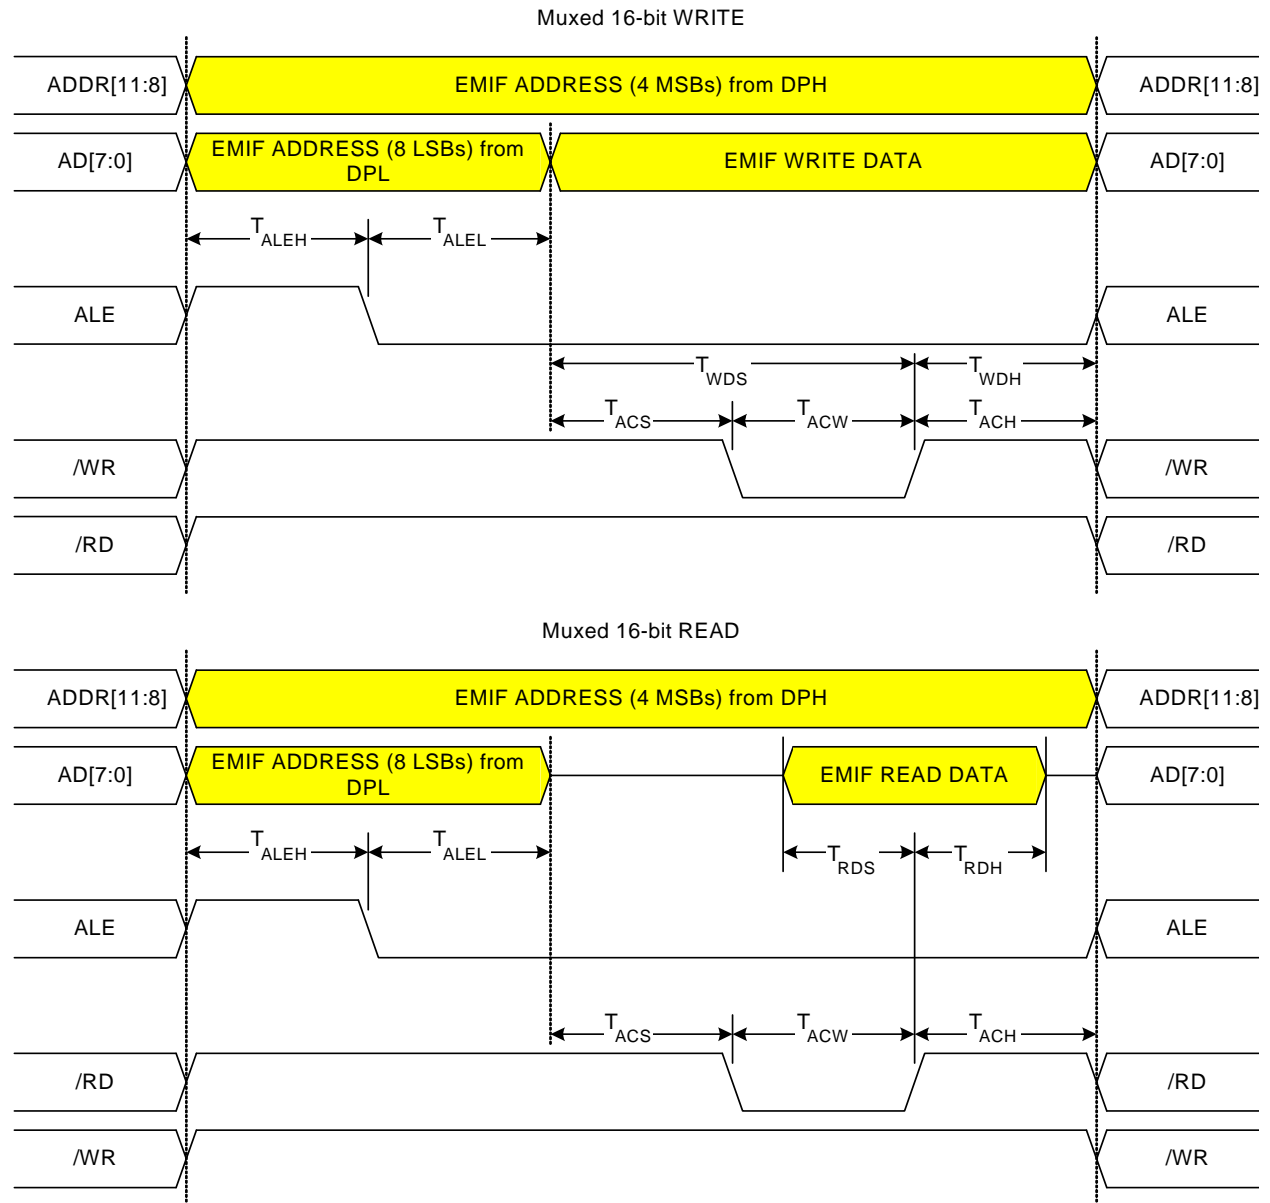 Muxed 16-bit WRITE
ADDR[11:8] EMIF ADDRESS (4 MSBs) from DPH ADDR[11:8]
AD[7:0] EMIF ADDRESS (8 LSBs) from DPL EMIF WRITE DATA AD[7:0]
TALEH TALEL
ALE ALE
TWDS TWDH
TACS TACW TACH
/WR /WR
/RD /RD
Muxed 16-bit READ
ADDR[11:8] EMIF ADDRESS (4 MSBs) from DPH ADDR[11:8]
AD[7:0] EMIF ADDRESS (8 LSBs) from DPL EMIF READ DATA AD[7:0]
TALEH TALEL TRDS TRDH
ALE ALE
TACS TACW TACH
/RD /RD
/WR /WR